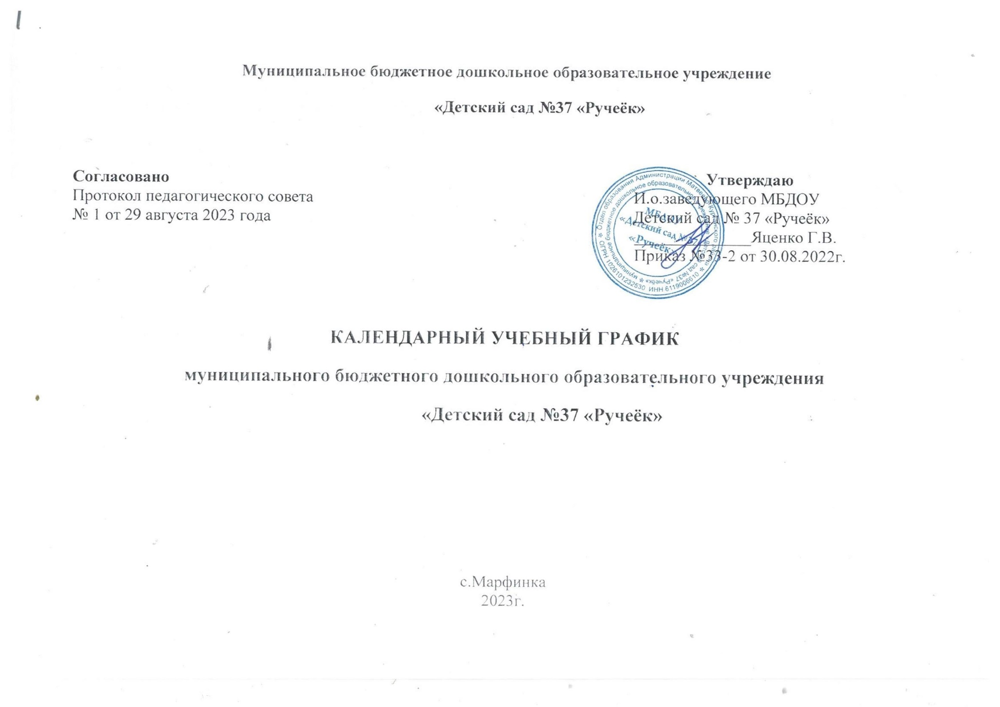 Муниципальное бюджетное дошкольное образовательное учреждение
«Детский сад №37 «Ручеёк»
Согласовано
Протокол педагогического совета
№ 1 от 29 августа 2023 года
Утверждаю
И.о.заведующего МБДОУ
Детский сад № 37 «Ручеёк»
_______________Яценко Г.В.
Приказ №33-2 от 30.08.2022г.
Отдел образования Администрации Матвеево-Курганского района * ОГРН 1026101232530 ИНН 6119006610 *
муниципальное бюджетное дошкольное образовательное учреждение «Детский сад №37 «Ручеёк» *
МБДОУ
«Детский сад №37
«Ручеёк»
КАЛЕНДАРНЫЙ УЧЕБНЫЙ ГРАФИК
муниципального бюджетного дошкольного образовательного учреждения
«Детский сад №37 «Ручеёк»
с.Марфинка
2023г.